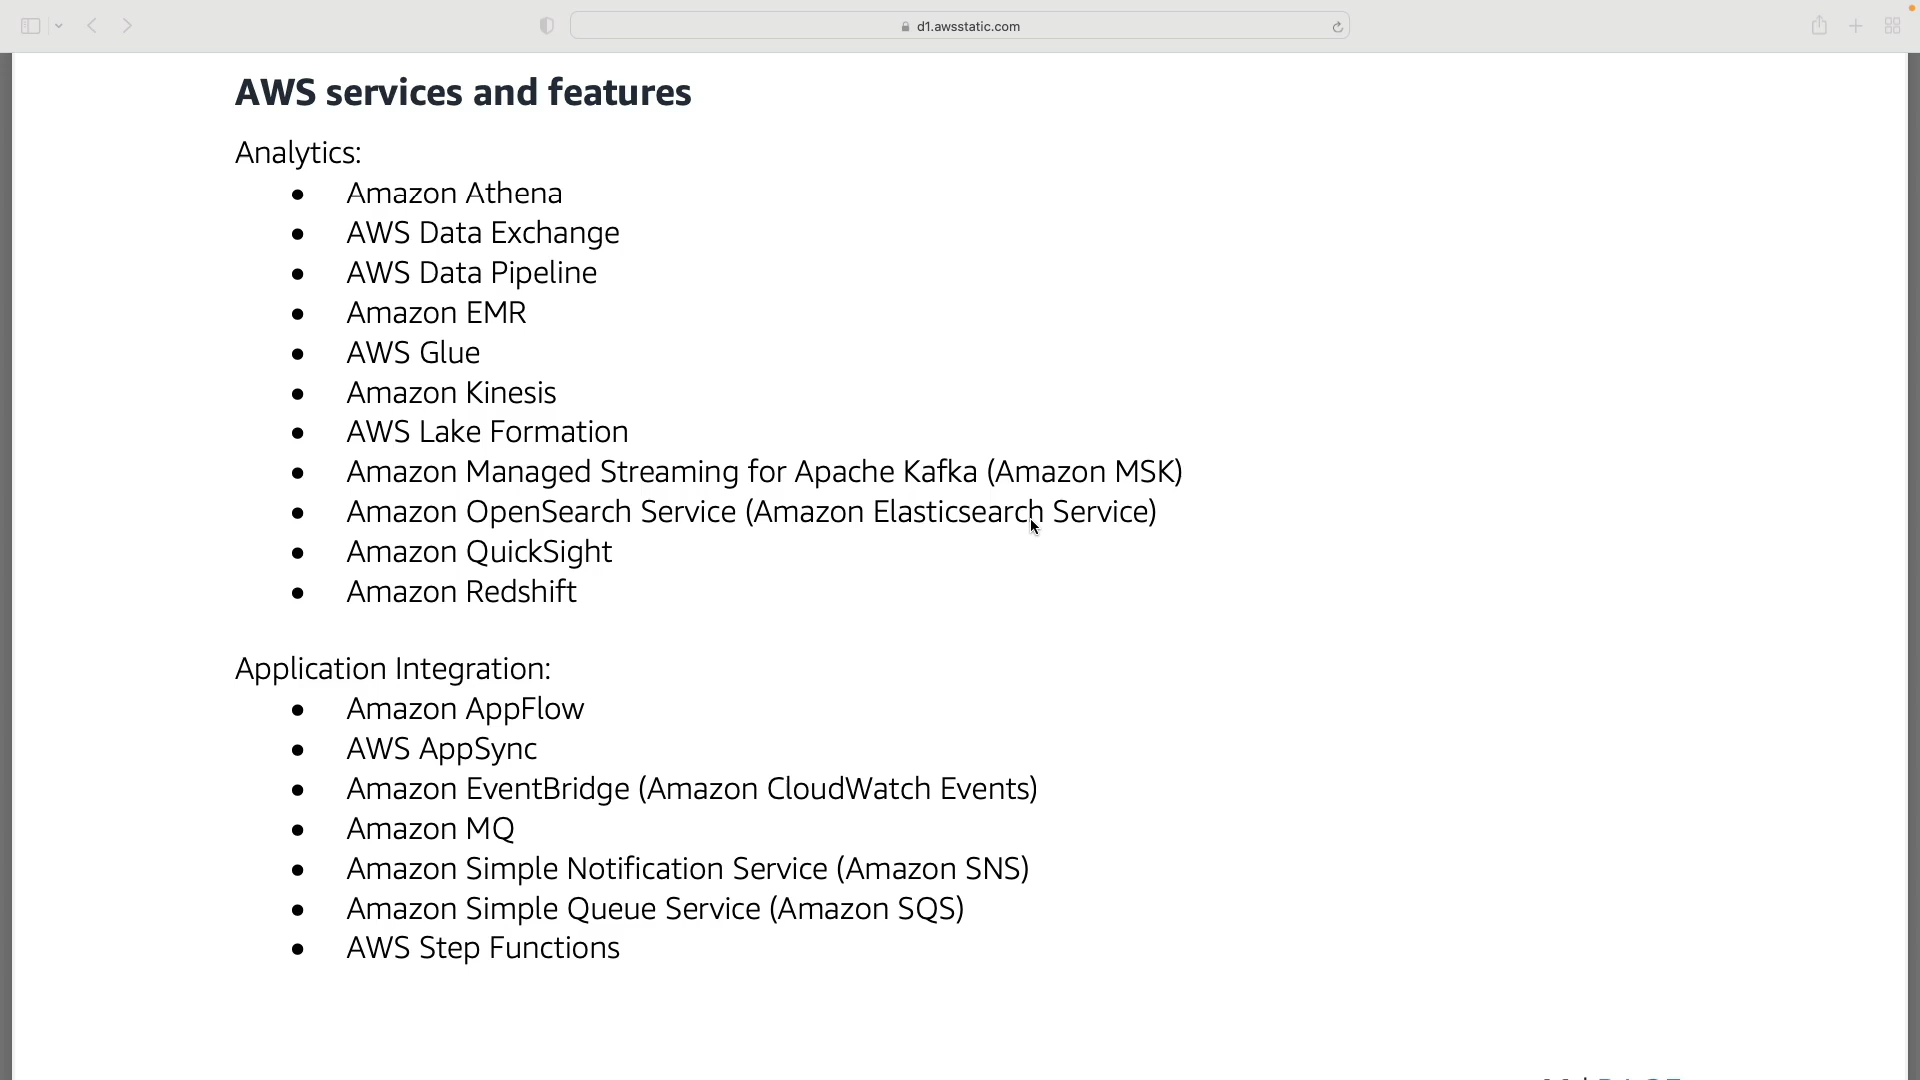 d1.awsstatic.com
AWS services and features
Analytics:
• Amazon Athena
• AWS Data Exchange
• AWS Data Pipeline
• Amazon EMR
• AWS Glue
• Amazon Kinesis
• AWS Lake Formation
• Amazon Managed Streaming for Apache Kafka (Amazon MSK)
• Amazon OpenSearch Service (Amazon Elasticsearch Service)
• Amazon QuickSight
• Amazon Redshift
Application Integration:
• Amazon AppFlow
• AWS AppSync
• Amazon EventBridge (Amazon CloudWatch Events)
• Amazon MQ
• Amazon Simple Notification Service (Amazon SNS)
• Amazon Simple Queue Service (Amazon SQS)
• AWS Step Functions